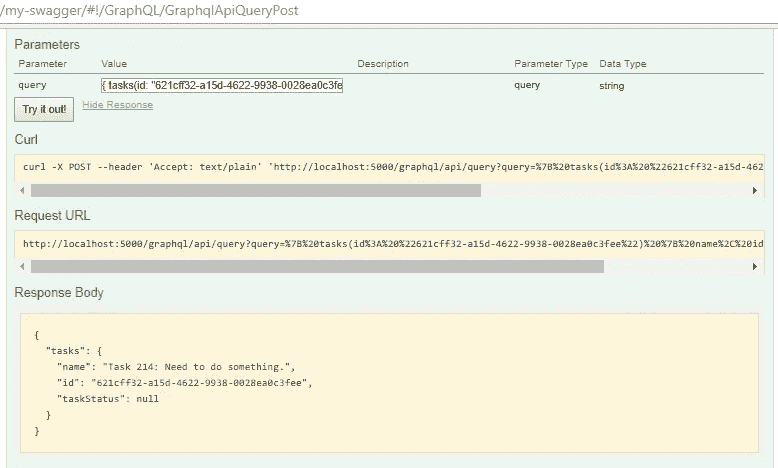 /my-swagger/#!/GraphQL/GraphqlApiQueryPost
Parameters
Parameter Value Description Parameter Type Data Type
query { tasks(id: "621cff32-a15d-4622-9938-0028ea0c3fe query string
Try it out! Hide Response
Curl
curl -X POST --header 'Accept: text/plain' 'http://localhost:5000/graphql/api/query?query=%7B%20tasks(id%3A%20%22621cff32-a15d-462
Request URL
http://localhost:5000/graphql/api/query?query=%7B%20tasks(id%3A%20%22621cff32-a15d-4622-9938-0028ea0c3fee%22)%20%7B%20name%2C%20id
Response Body
{
"tasks": {
"name": "Task 214: Need to do something.",
"id": "621cff32-a15d-4622-9938-0028ea0c3fee",
"taskStatus": null
}
}